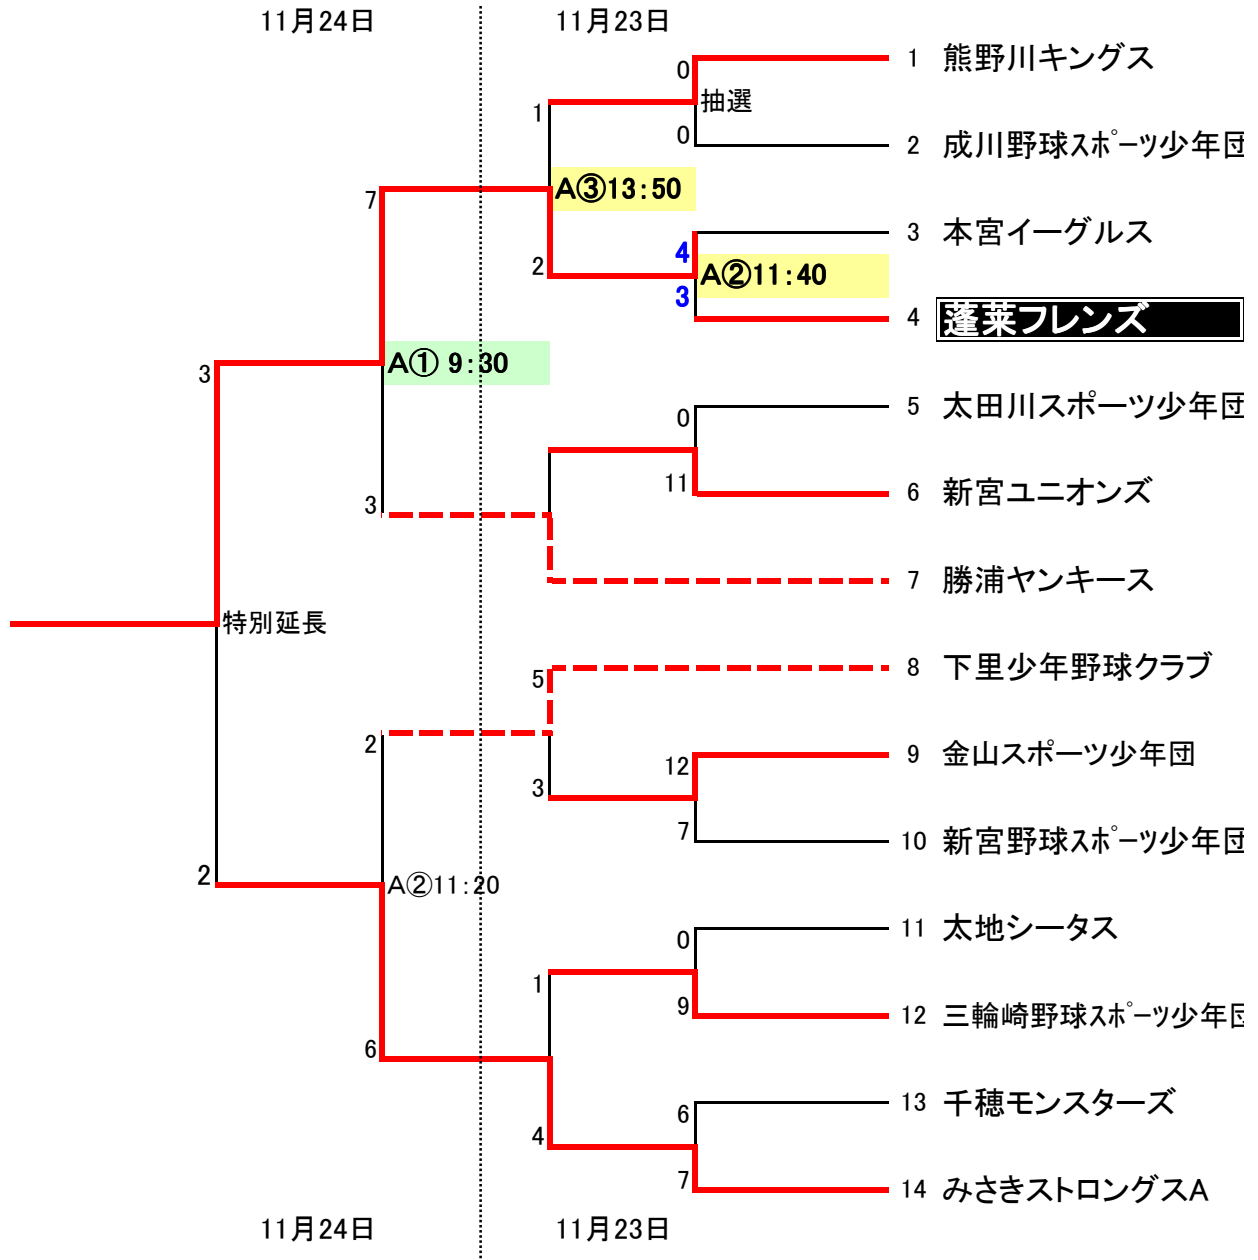 11月24日
11月23日
0
1 熊野川キングス
1
抽選
0
2 成川野球スポーツ少年団
7
A③13:50
4
3 本宮イーグルス
2
A②11:40
3
4 蓬莱フレンズ
3
A① 9:30
0
5 太田川スポーツ少年団
11
6 新宮ユニオンズ
3
7 勝浦ヤンキース
特別延長
5
8 下里少年野球クラブ
2
12
9 金山スポーツ少年団
3
7
10 新宮野球スポーツ少年団
2
A②11:20
0
11 太地シータス
1
9
12 三輪崎野球スポーツ少年団
6
6
13 千穂モンスターズ
4
7
14 みさきストロングスA
11月24日
11月23日